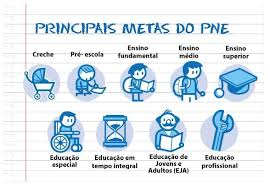 PRINCIPAIS METAS DO PNE
Creche
Pré- escola
Ensino
fundamental
Ensino
médio
Ensino
superior
Educação
especial
Educação em
tempo integral
Educação de
Jovens e
Adultos (EJA)
Educação
profissional